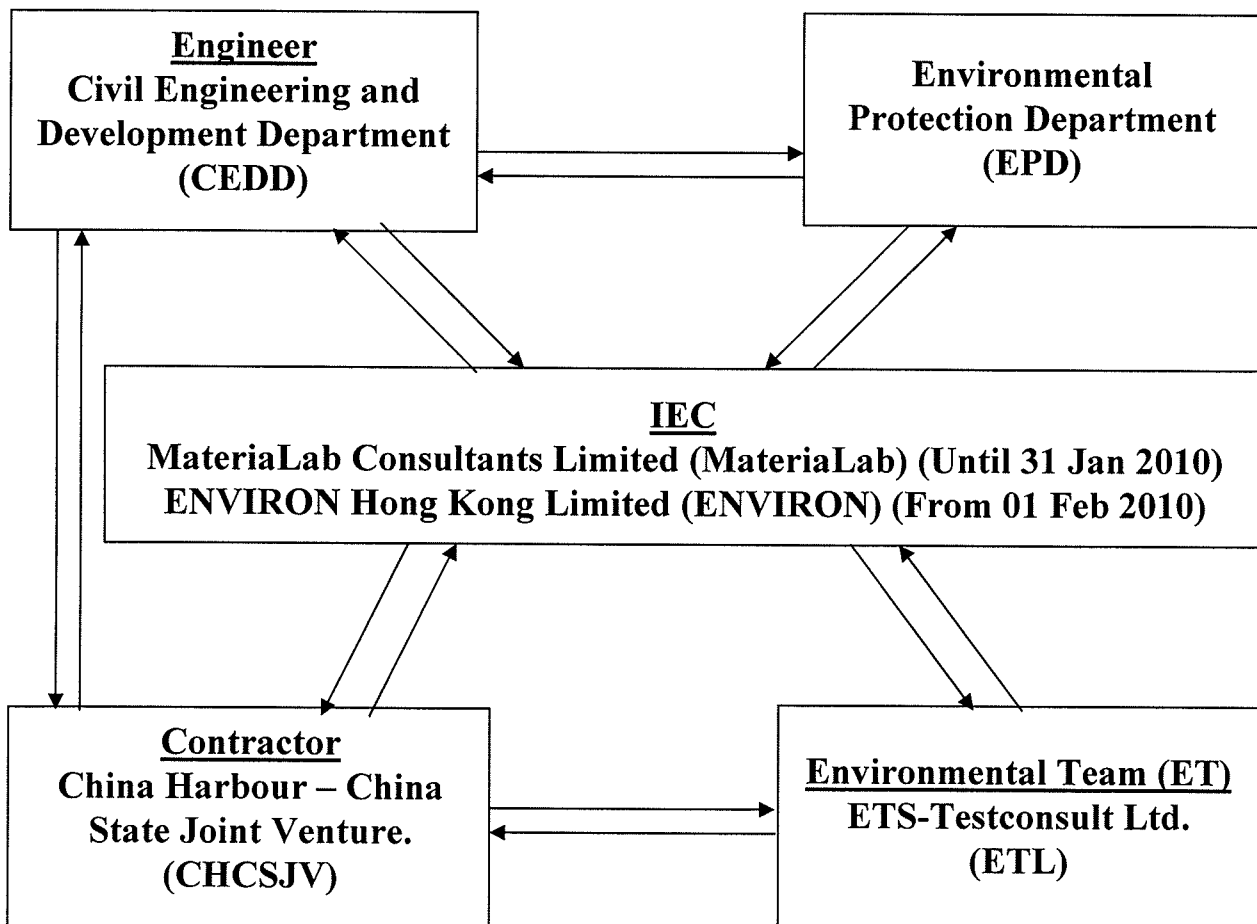 Engineer
Civil Engineering and
Development Department
(CEDD)
Environmental
Protection Department
(EPD)
IEC
MateriaLab Consultants Limited (MateriaLab) (Until 31 Jan 2010)
ENVIRON Hong Kong Limited (ENVIRON) (From 01 Feb 2010)
Contractor
China Harbour – China
State Joint Venture.
(CHCSJV)
Environmental Team (ET)
ETS-Testconsult Ltd.
(ETL)